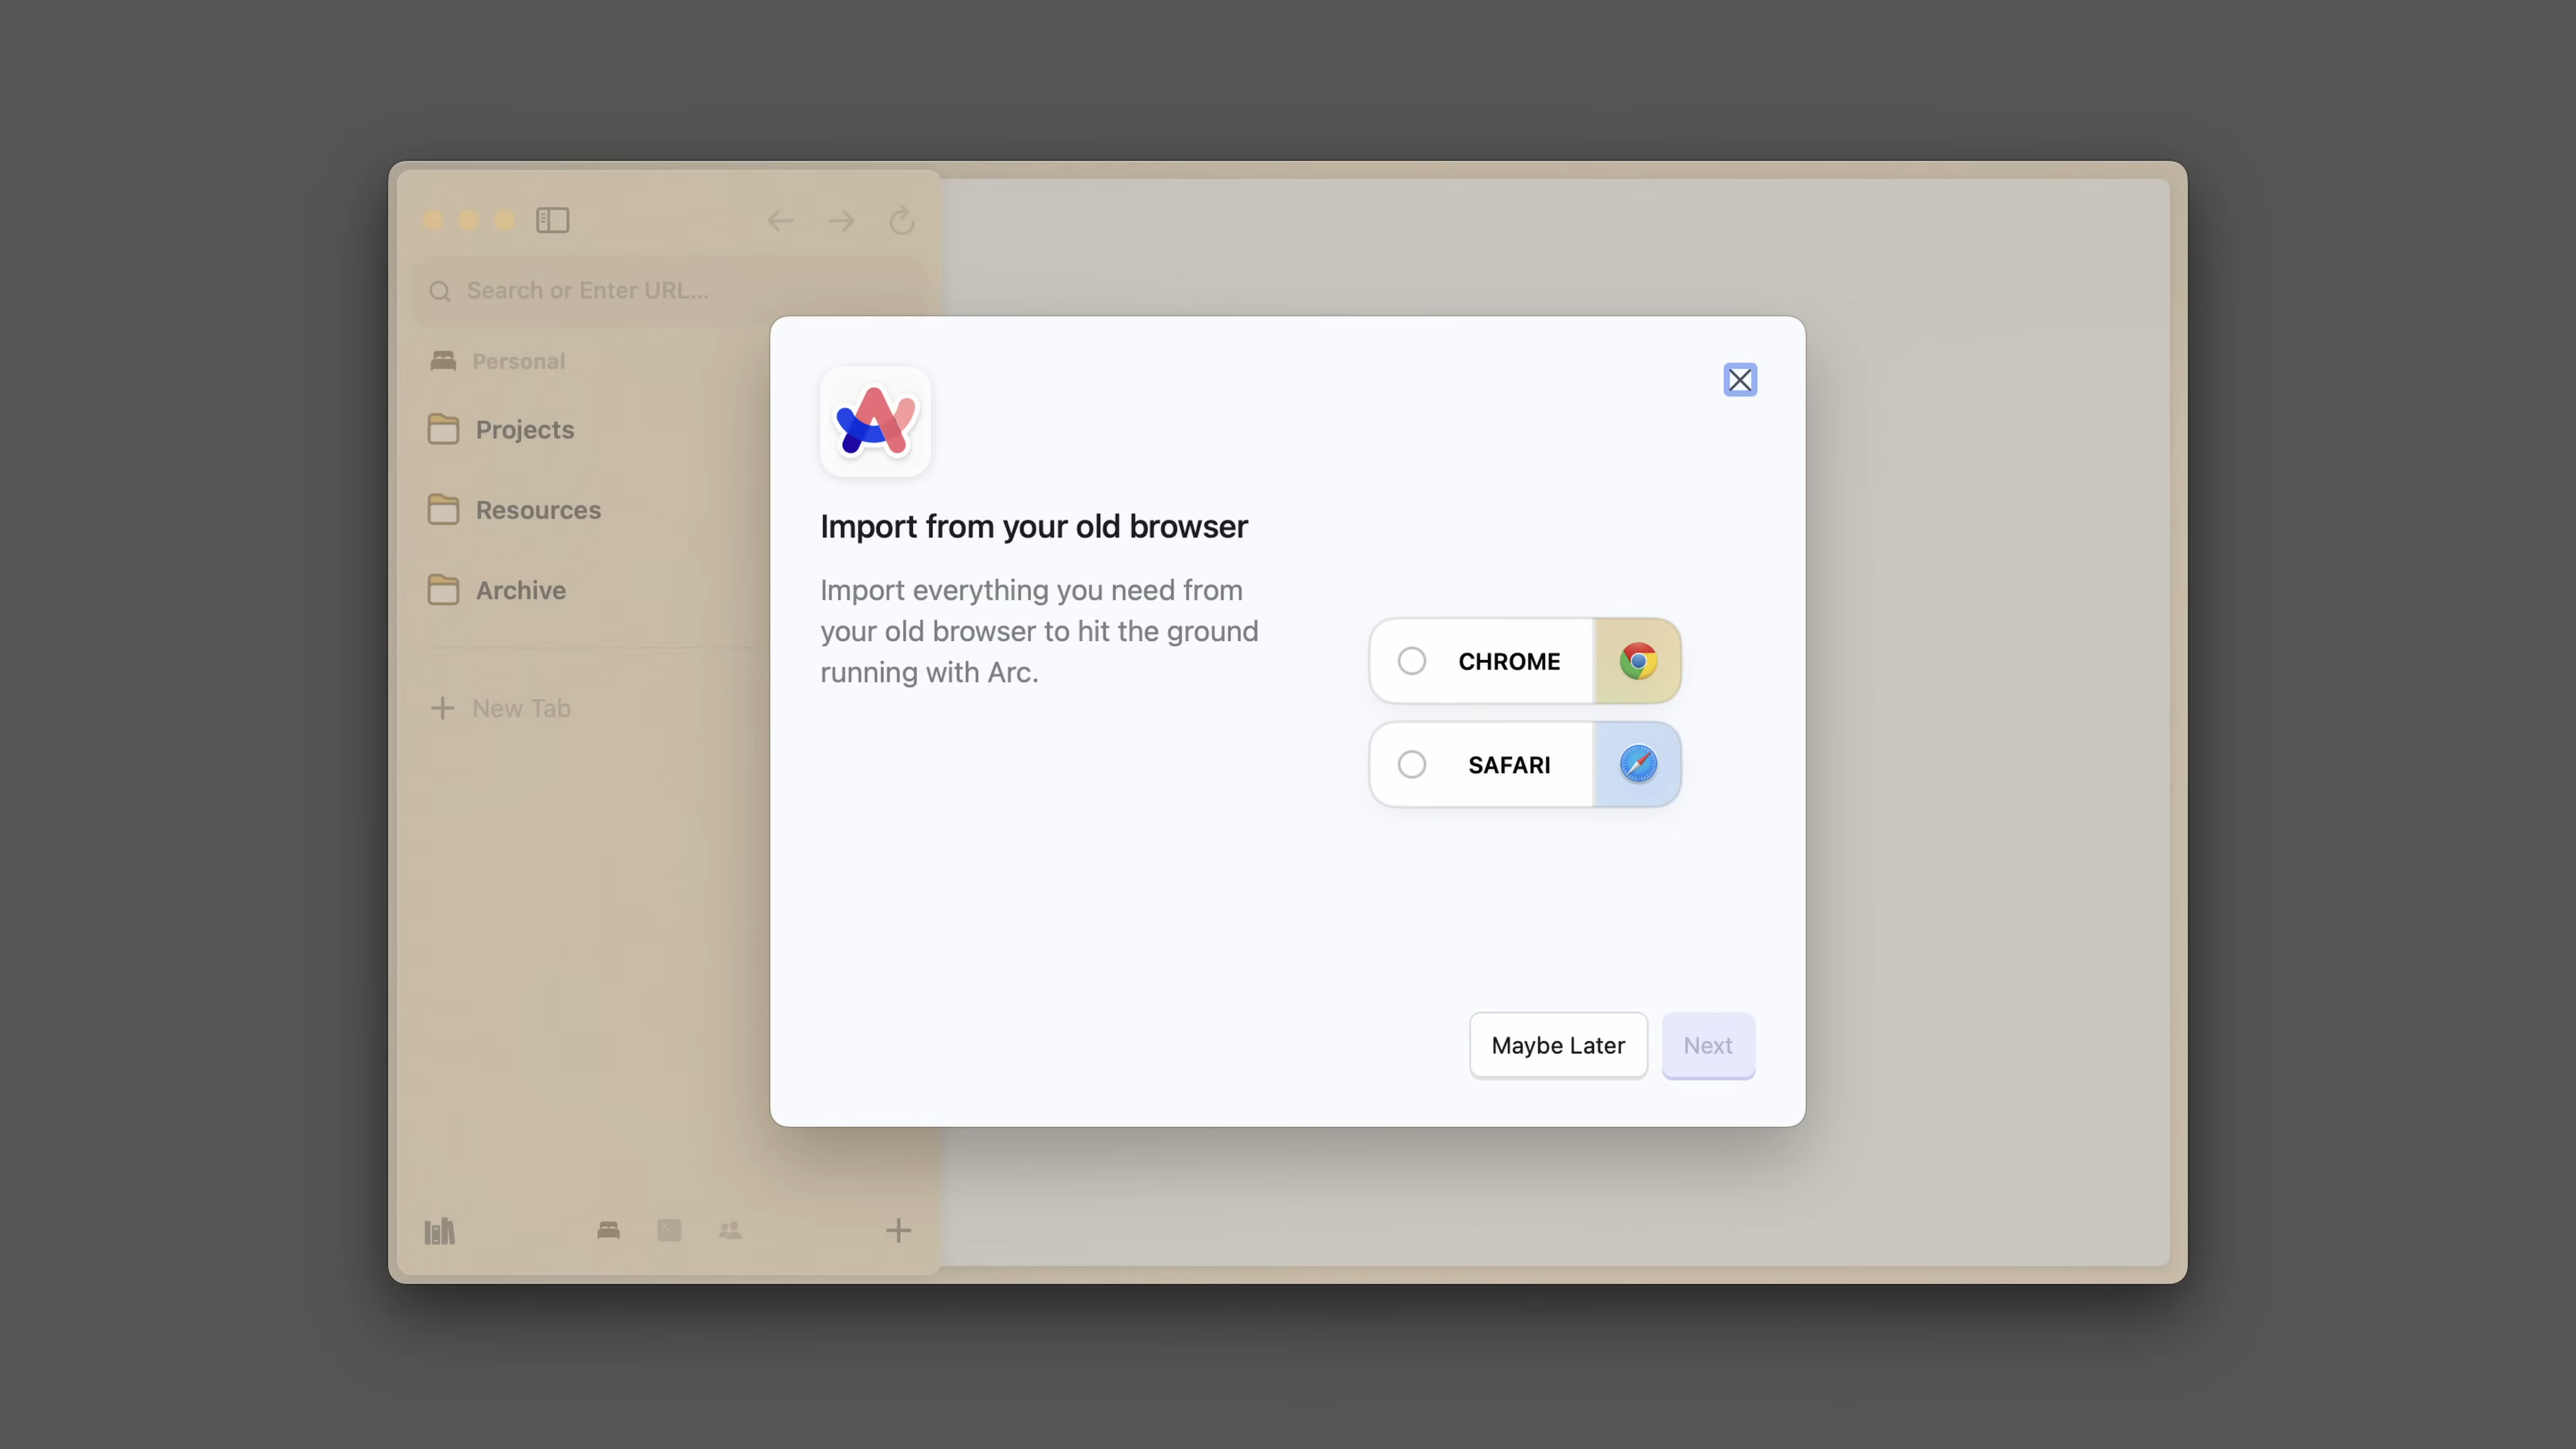 Search or Enter URL...
Personal
Projects
Resources
Archive
New Tab
Import from your old browser
Import everything you need from
your old browser to hit the ground
running with Arc.
CHROME
SAFARI
Maybe Later
Next